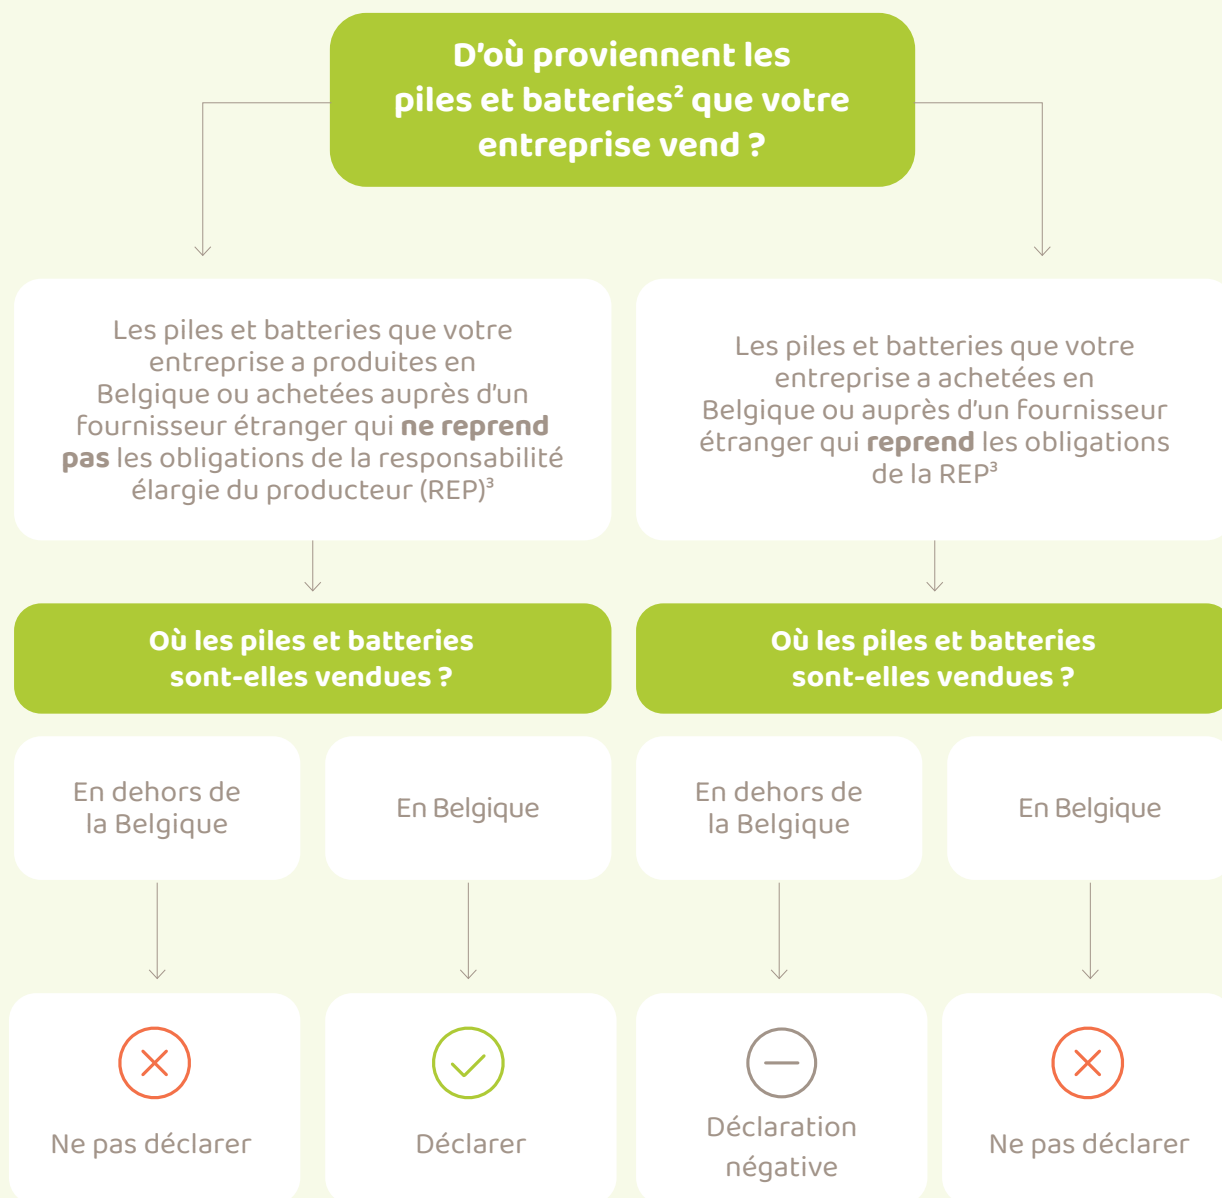 D'où proviennent les
piles et batteries² que votre
entreprise vend ?
Les piles et batteries que votre
entreprise a produites en
Belgique ou achetées auprès d'un
fournisseur étranger qui ne reprend
pas les obligations de la responsabilité
élargie du producteur (REP)³
Les piles et batteries que votre
entreprise a achetées en
Belgique ou auprès d'un fournisseur
étranger qui reprend les obligations
de la REP³
Où les piles et batteries
sont-elles vendues ?
Où les piles et batteries
sont-elles vendues ?
En dehors de
la Belgique
En Belgique
En dehors de
la Belgique
En Belgique
Ne pas déclarer
Déclarer
Déclaration
négative
Ne pas déclarer